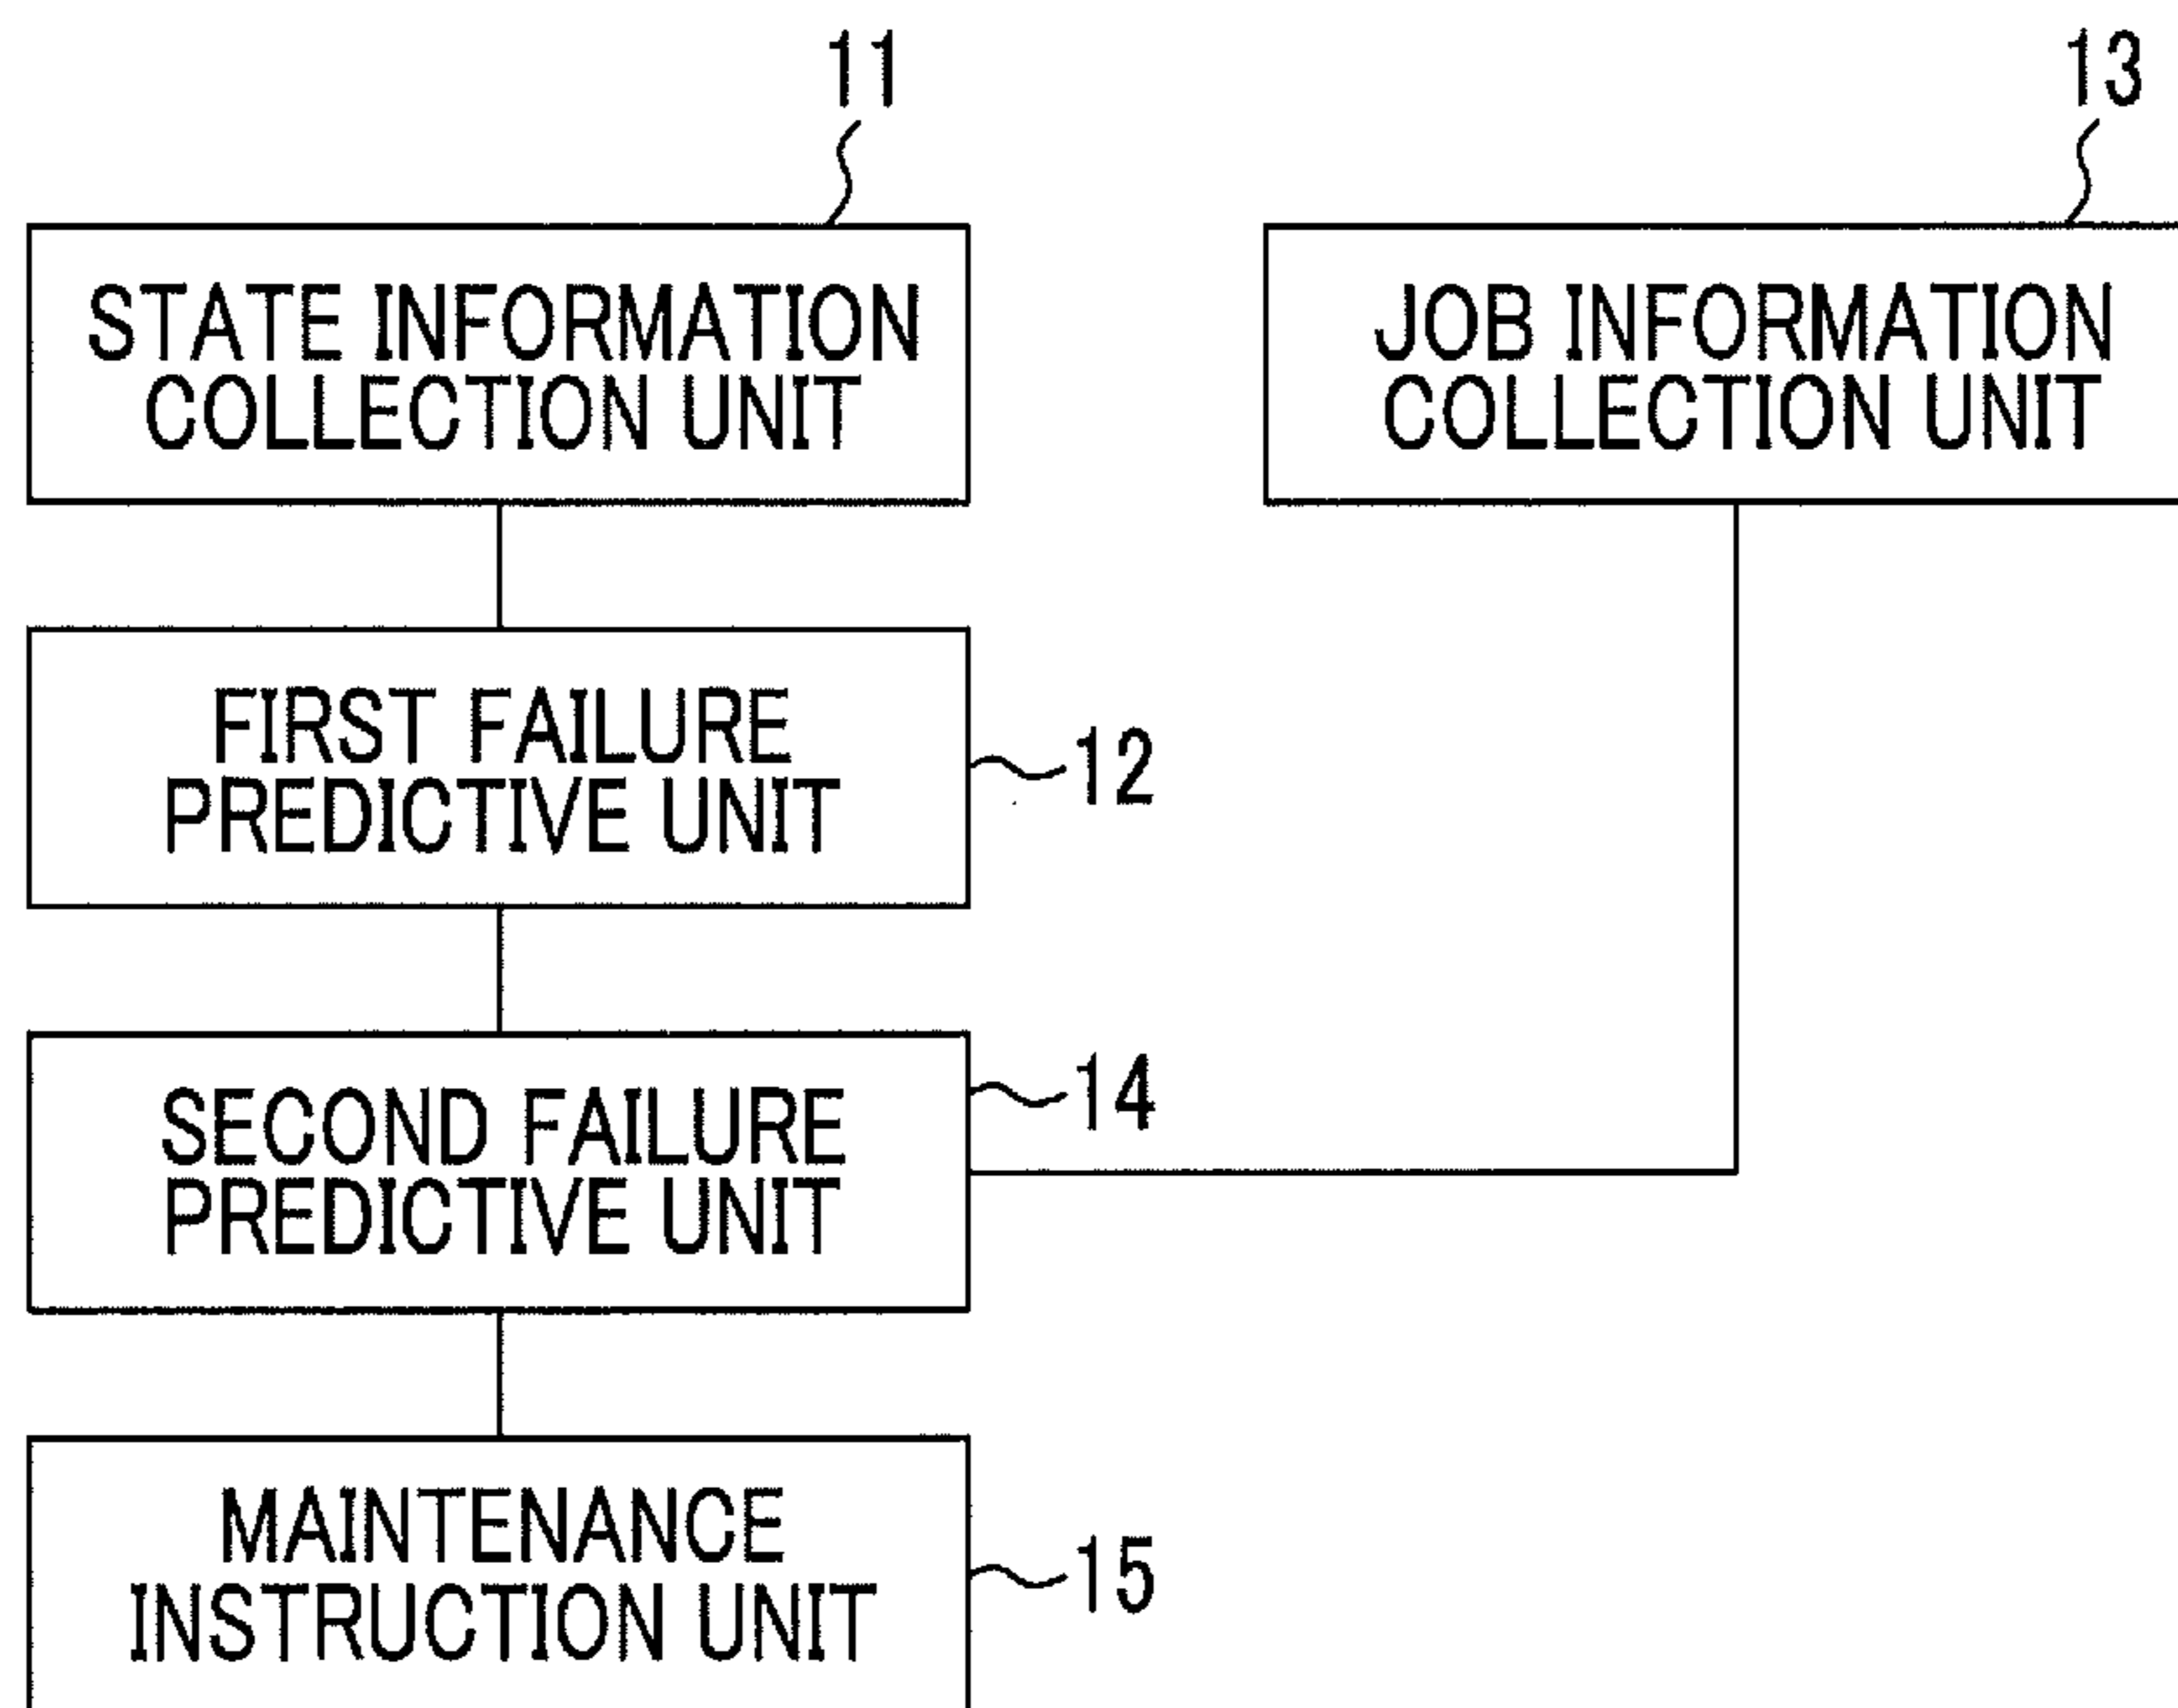 11
13
STATE INFORMATION
COLLECTION UNIT
JOB INFORMATION
COLLECTION UNIT
FIRST FAILURE
PREDICTIVE UNIT
12
SECOND FAILURE
PREDICTIVE UNIT
14
MAINTENANCE
INSTRUCTION UNIT
15